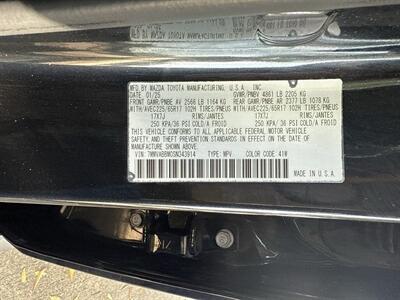 MFD. BY MAZDA TOYOTA MANUFACTURING, U.S.A., INC.
DATE: 01/25 GVWR/PNBV 4861 LB 2205 KG
FRONT GAWR/PNBE AV 2566 LB 1164 KG REAR GAWR/PNBE AR 2377 LB 1078 KG
WITH/AVEC225/65R17 102H TIRES/PNEUS WITH/AVEC225/65R17 102H TIRES/PNEUS
17X7J RIMS/JANTES 17X7J RIMS/JANTES
250 KPA/36 PSI COLD/A FROID 250 KPA/36 PSI COLD/A FROID
THIS VEHICLE CONFORMS TO ALL APPLICABLE FEDERAL MOTOR VEHICLE
SAFETY, AND THEFT PREVENTION STANDARDS IN EFFECT ON THE DATE OF
MANUFACTURE SHOWN ABOVE.
VIN: TYPE: MPV COLOR CODE: 41W
MADE IN U.S.A.